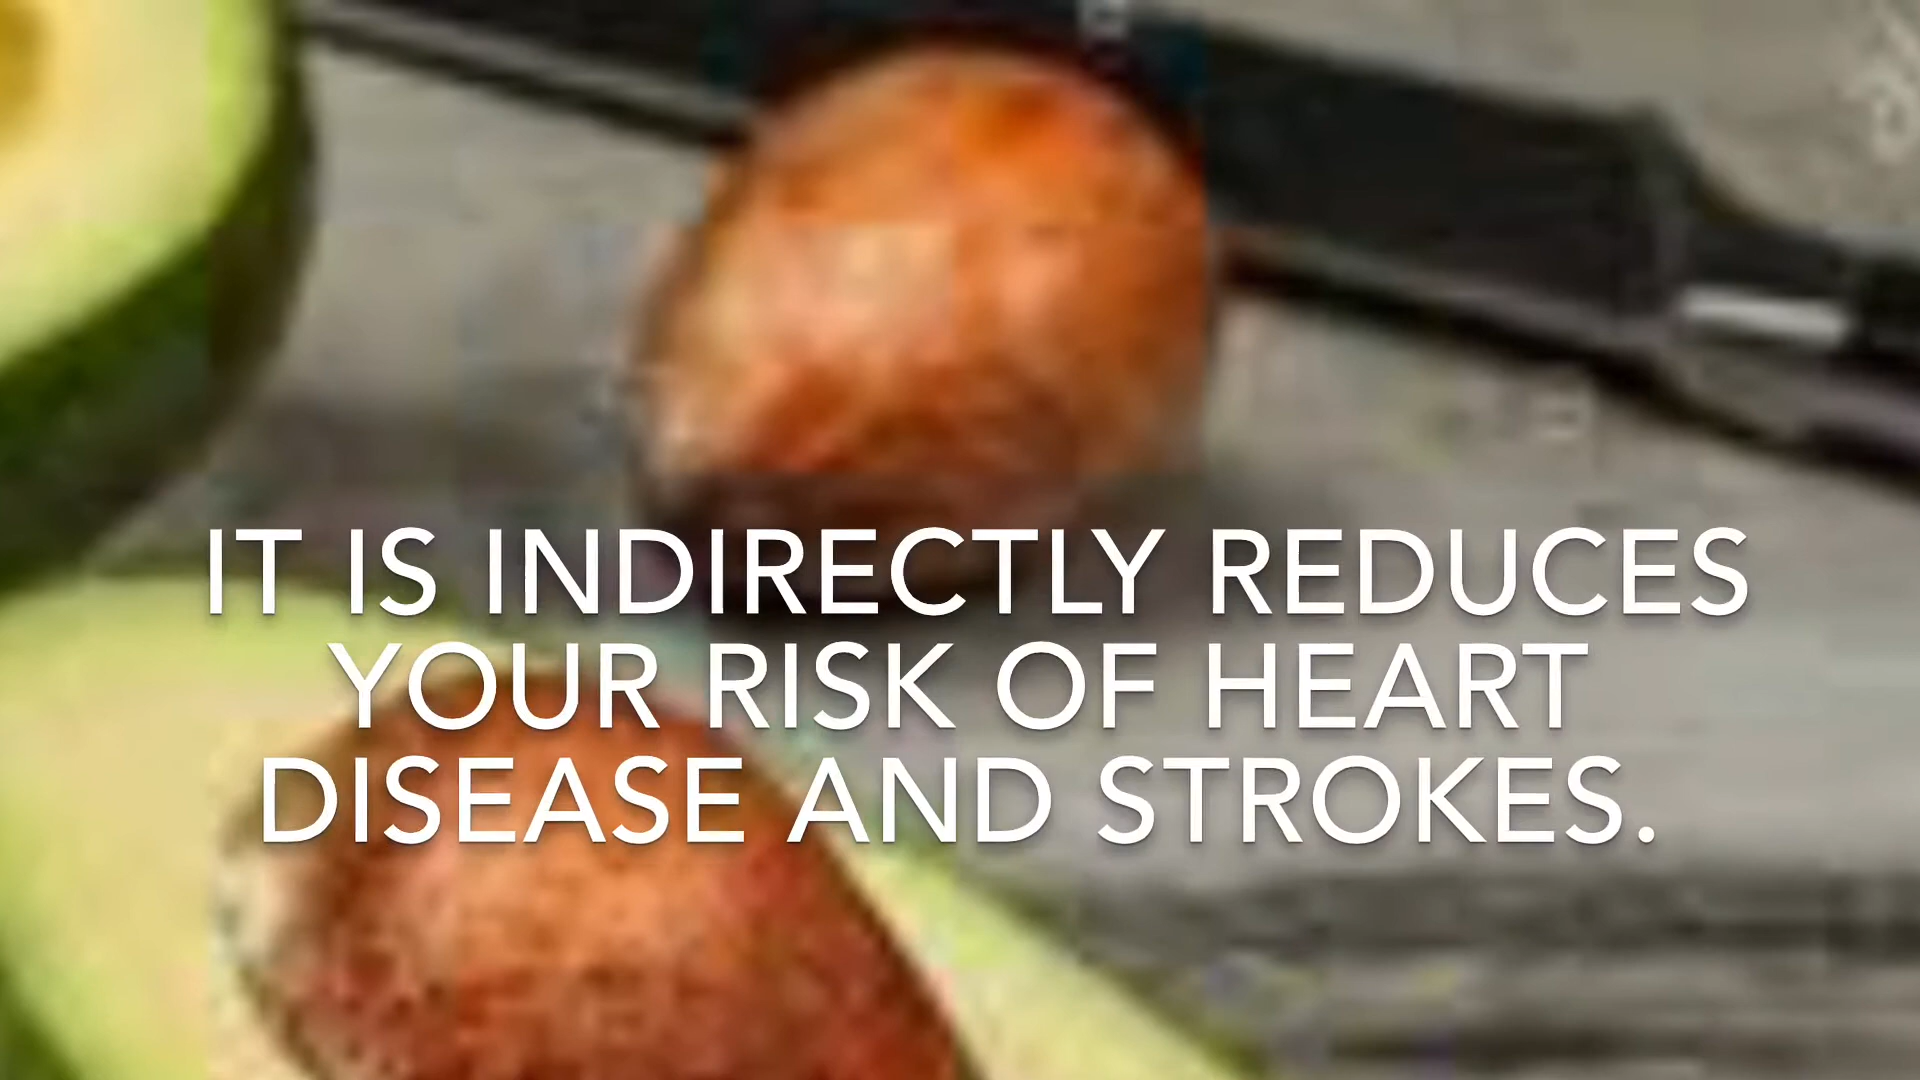 IT IS INDIRECTLY REDUCES
YOUR RISK OF HEART
DISEASE AND STROKES.